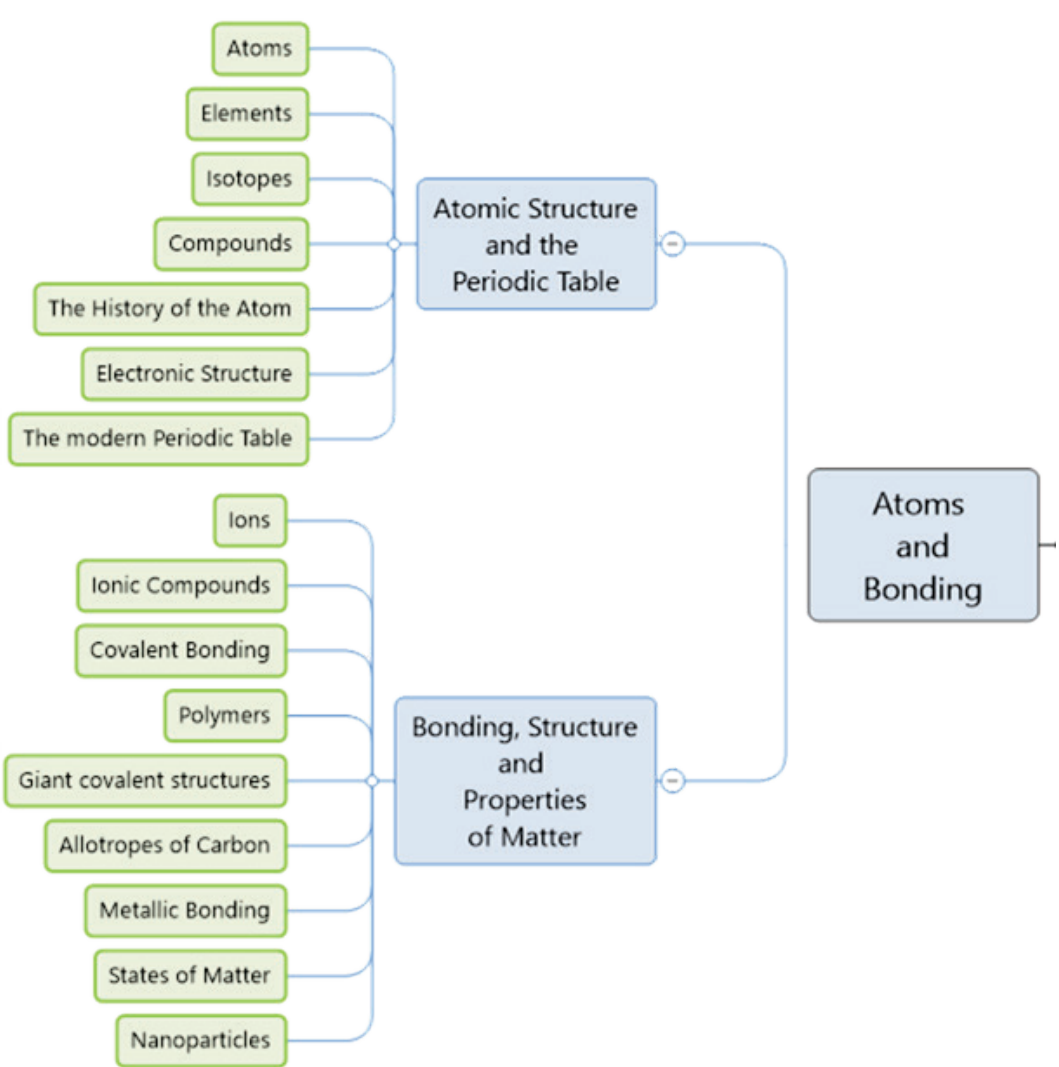 Atoms
Elements
Isotopes
Compounds
The History of the Atom
Electronic Structure
The modern Periodic Table
Atomic Structure
and the
Periodic Table
Ions
Ionic Compounds
Covalent Bonding
Polymers
Giant covalent structures
Allotropes of Carbon
Metallic Bonding
States of Matter
Nanoparticles
Bonding, Structure
and
Properties
of Matter
Atoms
and
Bonding